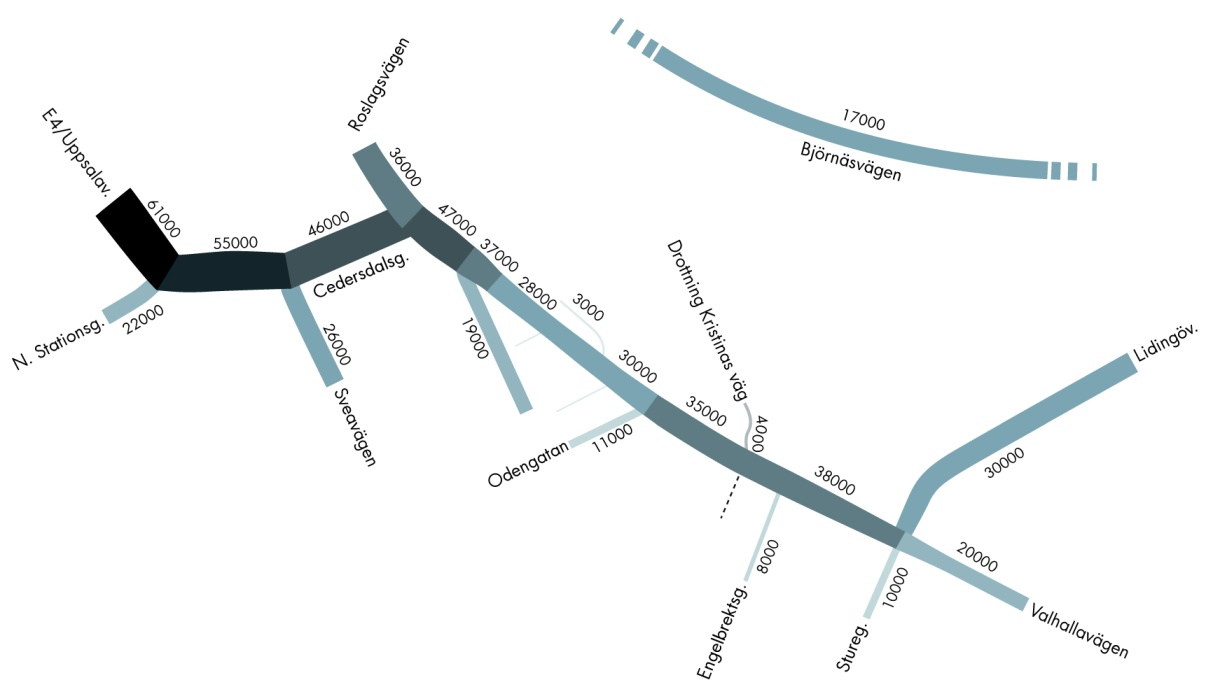 Roslagsvägen
36000
17000
Björnäsvägen
E4/Uppsalav.
61000
55000
46000
Cedersdalsg.
47000
37000
28000
3000
N. Stationsg.
22000
26000
Sveavägen
19000
30000
Odengatan
11000
Drottning Kristinas väg
35000
4000
38000
Lidingöv.
30000
Engelbrektsg.
8000
Stureg.
10000
20000
Valhallavägen